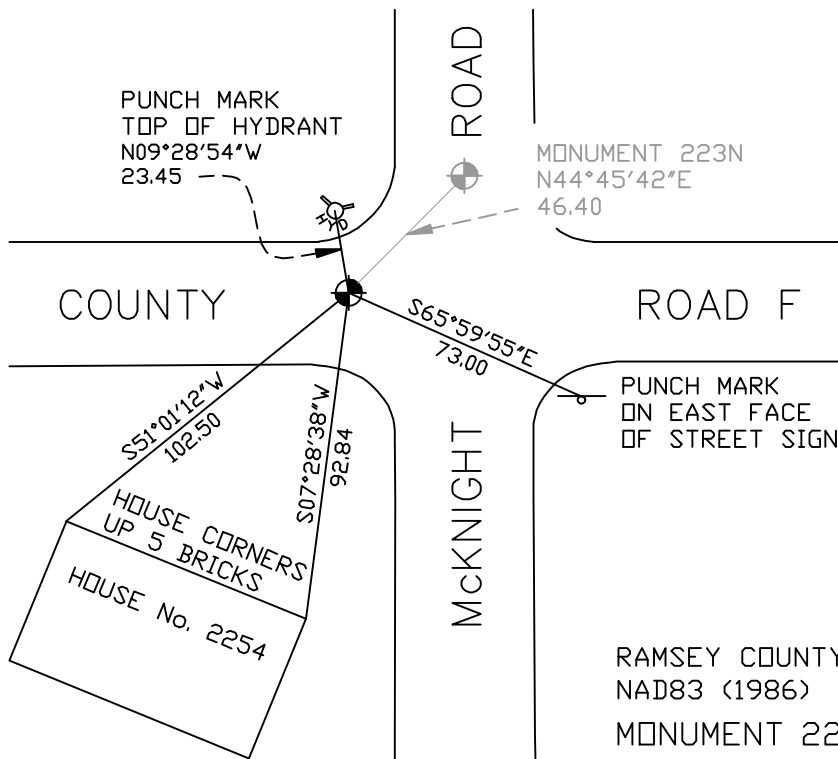 PUNCH MARK
TOP OF HYDRANT
N09°28'54"W
23.45
HYD
ROAD
MONUMENT 223N
N44°45'42"E
46.40
COUNTY
ROAD F
S65°59'55"E
73.00
PUNCH MARK
ON EAST FACE
OF STREET SIGN
S51°01'12"W
102.50
S07°28'38"W
92.84
HOUSE CORNERS
UP 5 BRICKS
HOUSE No. 2254
McKNIGHT
RAMSEY COUNTY
NAD83 (1986)
MONUMENT 22